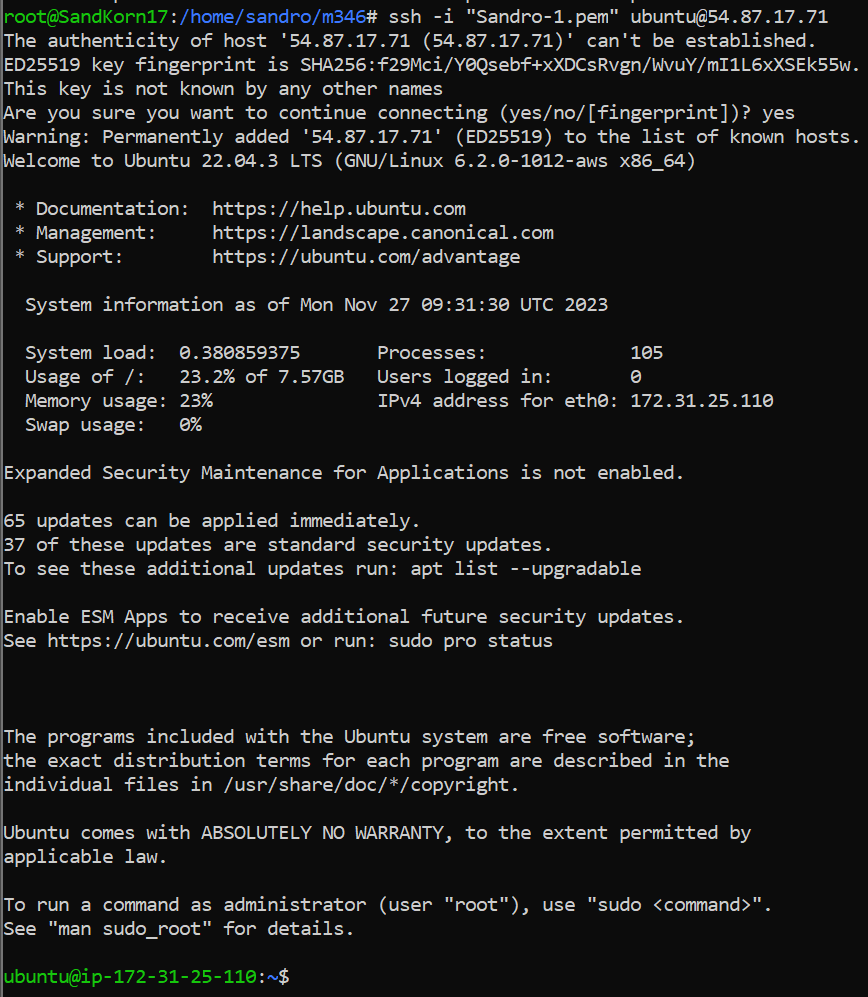 root@SandKorn17:/home/sandro/m346# ssh -i "Sandro-1.pem" ubuntu@54.87.17.71
The authenticity of host '54.87.17.71 (54.87.17.71)' can't be established.
ED25519 key fingerprint is SHA256:f29Mci/Y0Qsebf+xXDCsRvgn/WvuY/mI1L6xXSEk55w.
This key is not known by any other names
Are you sure you want to continue connecting (yes/no/[fingerprint])? yes
Warning: Permanently added '54.87.17.71' (ED25519) to the list of known hosts.
Welcome to Ubuntu 22.04.3 LTS (GNU/Linux 6.2.0-1012-aws x86_64)

 * Documentation:  https://help.ubuntu.com
 * Management:     https://landscape.canonical.com
 * Support:        https://ubuntu.com/advantage

  System information as of Mon Nov 27 09:31:30 UTC 2023

  System load:  0.380859375       Processes:             105
  Usage of /:   23.2% of 7.57GB   Users logged in:       0
  Memory usage: 23%               IPv4 address for eth0: 172.31.25.110
  Swap usage:   0%

Expanded Security Maintenance for Applications is not enabled.

65 updates can be applied immediately.
37 of these updates are standard security updates.
To see these additional updates run: apt list --upgradable

Enable ESM Apps to receive additional future security updates.
See https://ubuntu.com/esm or run: sudo pro status

The programs included with the Ubuntu system are free software;
the exact distribution terms for each program are described in the
individual files in /usr/share/doc/*/copyright.

Ubuntu comes with ABSOLUTELY NO WARRANTY, to the extent permitted by
applicable law.

To run a command as administrator (user "root"), use "sudo <command>".
See "man sudo_root" for details.

ubuntu@ip-172-31-25-110:~$